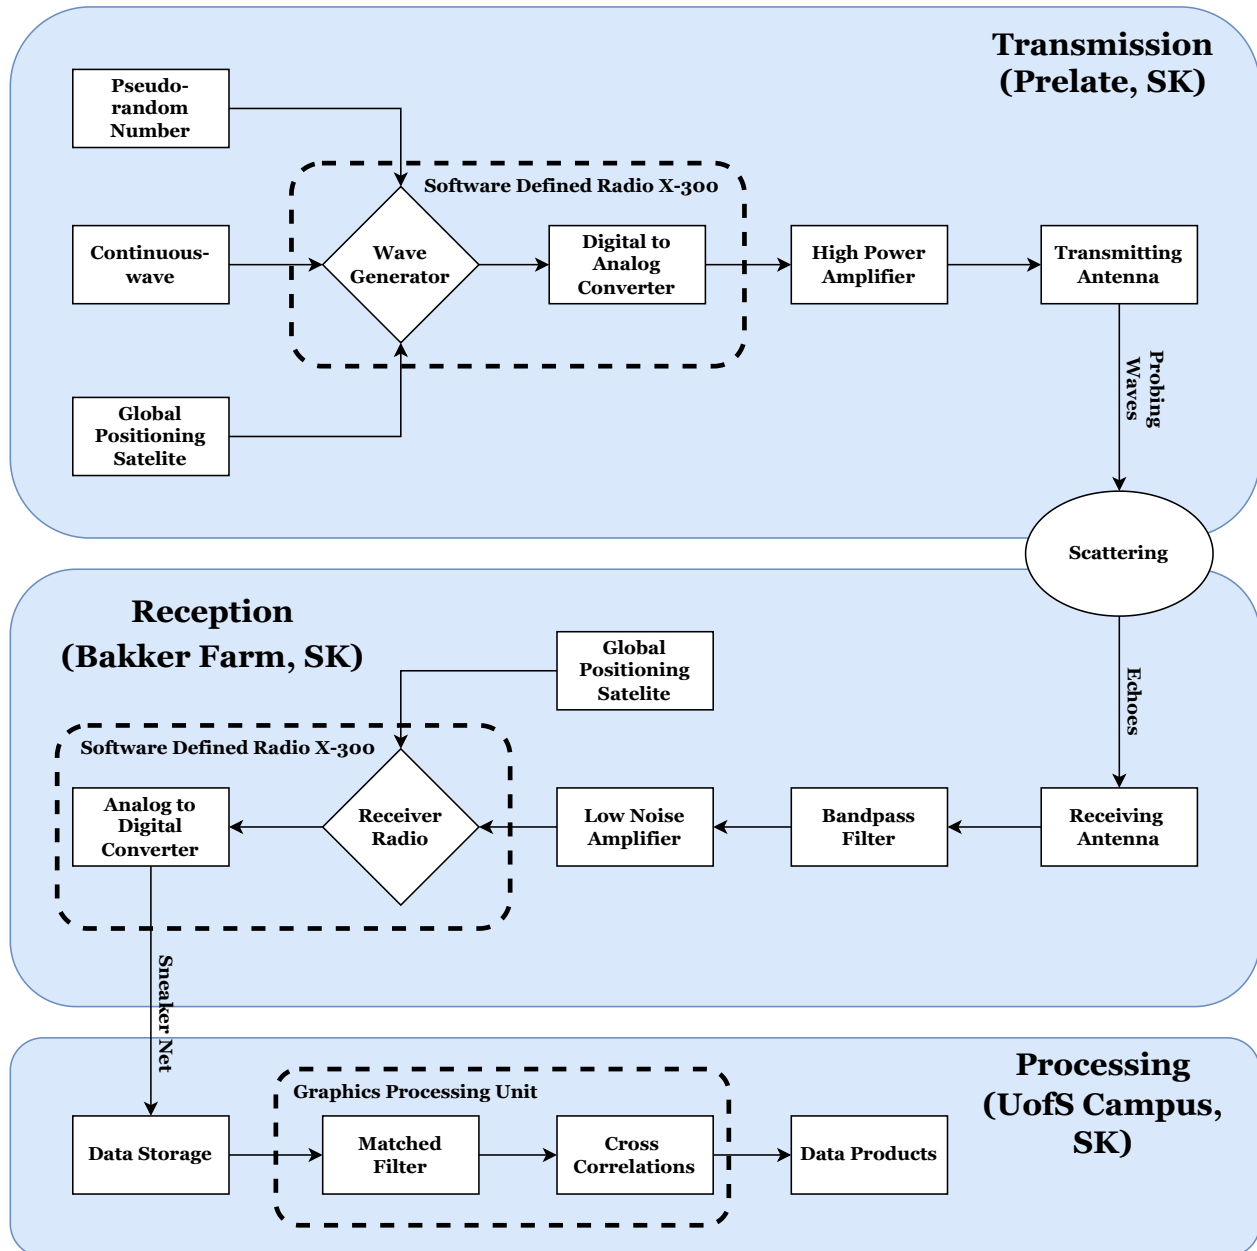 Transmission
(Prelate, SK)
Pseudo-
random
Number
Software Defined Radio X-300
Continuous-
wave
Wave
Generator
Digital to
Analog
Converter
High Power
Amplifier
Transmitting
Antenna
Probing
Waves
Global
Positioning
Satelite
Scattering
Reception
(Bakker Farm, SK)
Global
Positioning
Satelite
Echoes
Software Defined Radio X-300
Analog to
Digital
Converter
Receiver
Radio
Low Noise
Amplifier
Bandpass
Filter
Receiving
Antenna
Sneaker Net
Processing
(UofS Campus,
SK)
Graphics Processing Unit
Data Storage
Matched
Filter
Cross
Correlations
Data Products